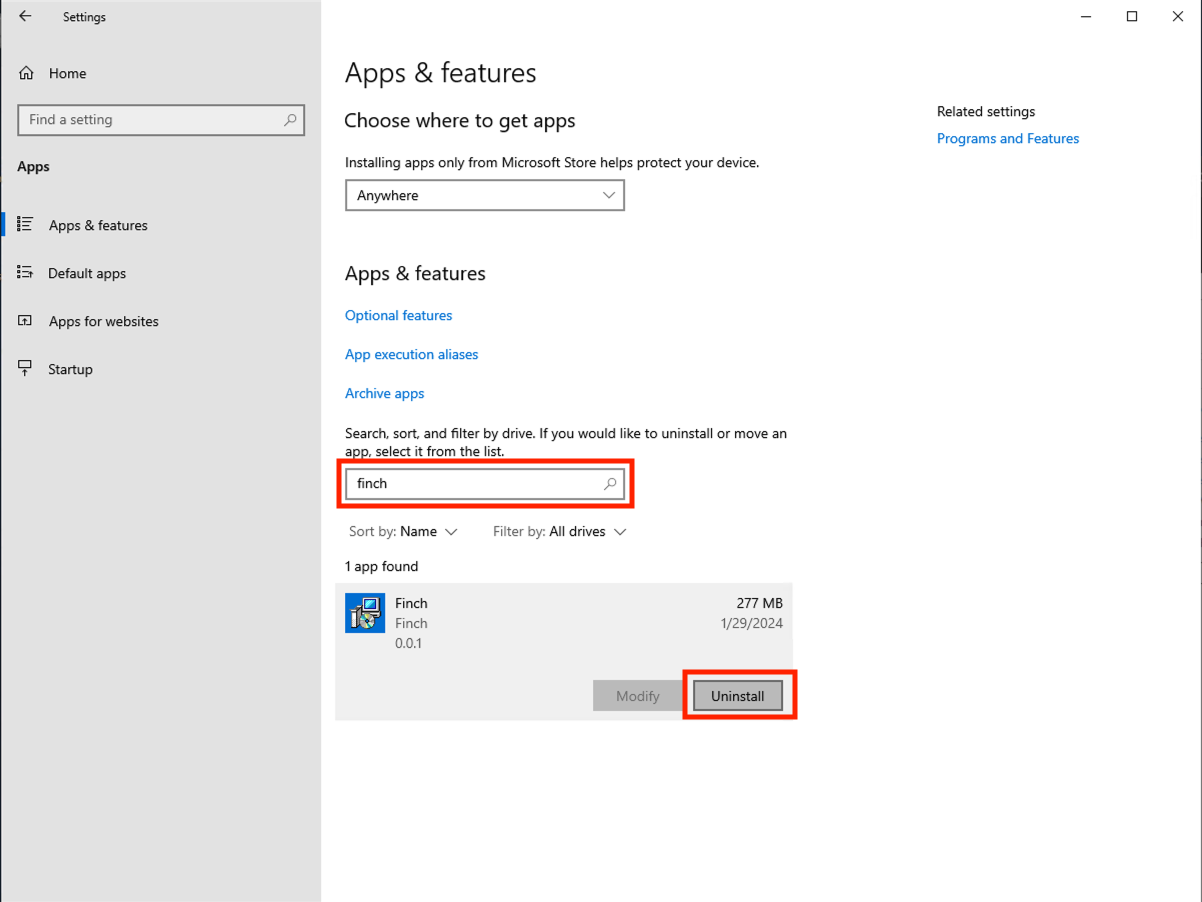 Settings
Home
Find a setting
Apps
Apps & features
Default apps
Apps for websites
Startup
Apps & features
Choose where to get apps
Installing apps only from Microsoft Store helps protect your device.
Anywhere
Apps & features
Optional features
App execution aliases
Archive apps
Search, sort, and filter by drive. If you would like to uninstall or move an
app, select it from the list.
finch
Sort by: Name Filter by: All drives
1 app found
Finch 277 MB
Finch 1/29/2024
0.0.1
Modify Uninstall
Related settings
Programs and Features